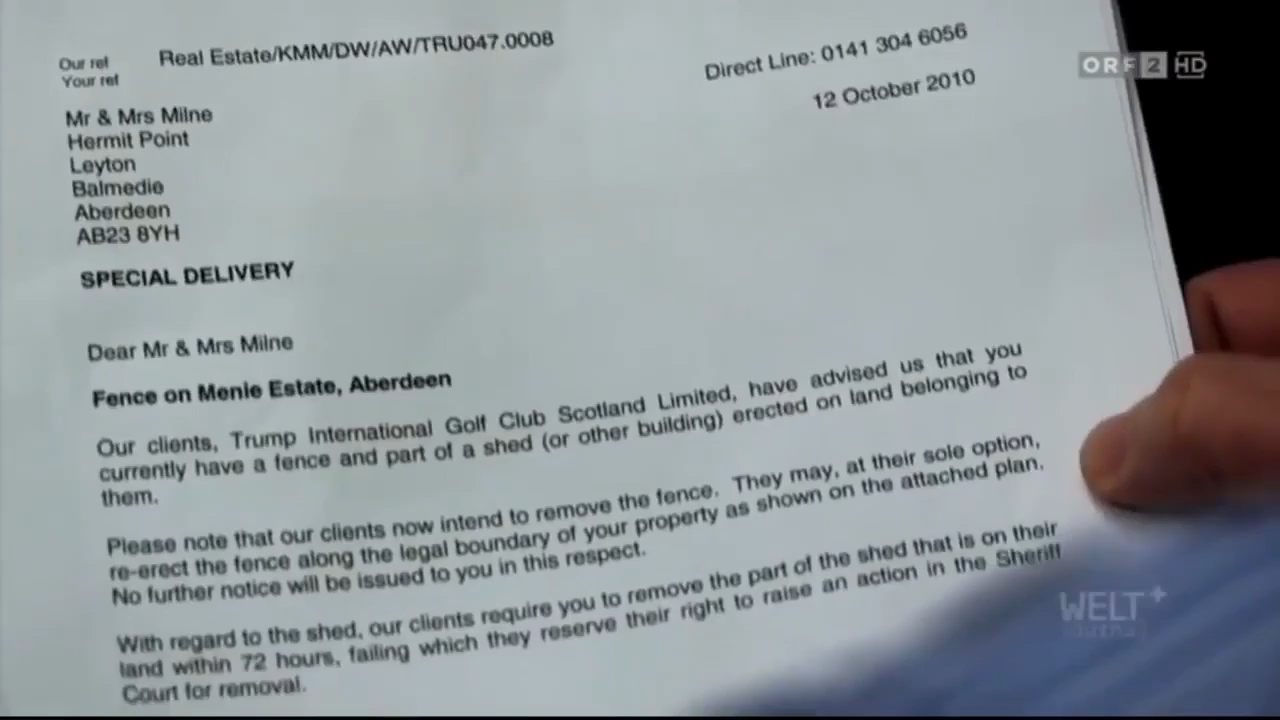 Our ref Real Estate/KMM/DW/AW/TRU047.0008
Your ref
Direct Line: 0141 304 6056
12 October 2010
Mr & Mrs Milne
Hermit Point
Leyton
Balmedie
Aberdeen
AB23 8YH
SPECIAL DELIVERY
Dear Mr & Mrs Milne
Fence on Menie Estate, Aberdeen
Our clients, Trump International Golf Club Scotland Limited, have advised us that you
currently have a fence and part of a shed (or other building) erected on land belonging to
them.
Please note that our clients now intend to remove the fence. They may, at their sole option,
re-erect the fence along the legal boundary of your property as shown on the attached plan.
No further notice will be issued to you in this respect.
With regard to the shed, our clients require you to remove the part of the shed that is on their
land within 72 hours, failing which they reserve their right to raise an action in the Sheriff
Court for removal.
ORF 2 HD
WELT+